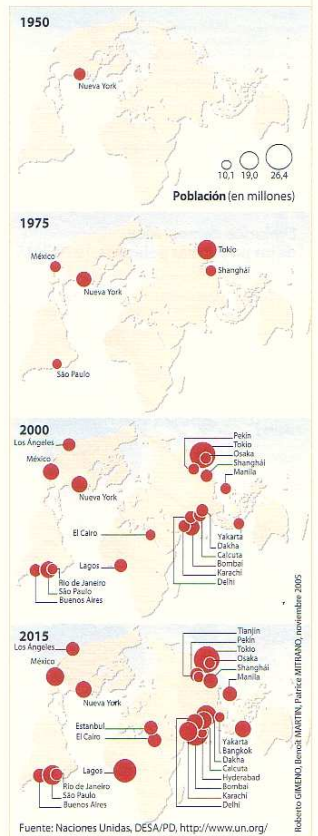 1950
Nueva York
10,1 19,0 26,4
Población (en millones)
1975
México
Nueva York
São Paulo
Tokio
Shanghái
2000
Los Ángeles
México
Nueva York
El Cairo
Lagos
Río de Janeiro
São Paulo
Buenos Aires
Pekín
Tokio
Osaka
Shanghái
Manila
Yakarta
Dakha
Calcuta
Bombai
Karachi
Delhi
2015
Los Ángeles
México
Nueva York
Estanbul
El Cairo
Lagos
Río de Janeiro
São Paulo
Buenos Aires
Tianjin
Pekín
Tokio
Osaka
Shanghái
Manila
Yakarta
Bangkok
Dakha
Calcuta
Hyderabad
Bombai
Karachi
Delhi
Roberto GIMENO, Benoît MARTIN, Patrice MITRANO, noviembre 2005
Fuente: Naciones Unidas, DESA/PD, http://www.un.org/